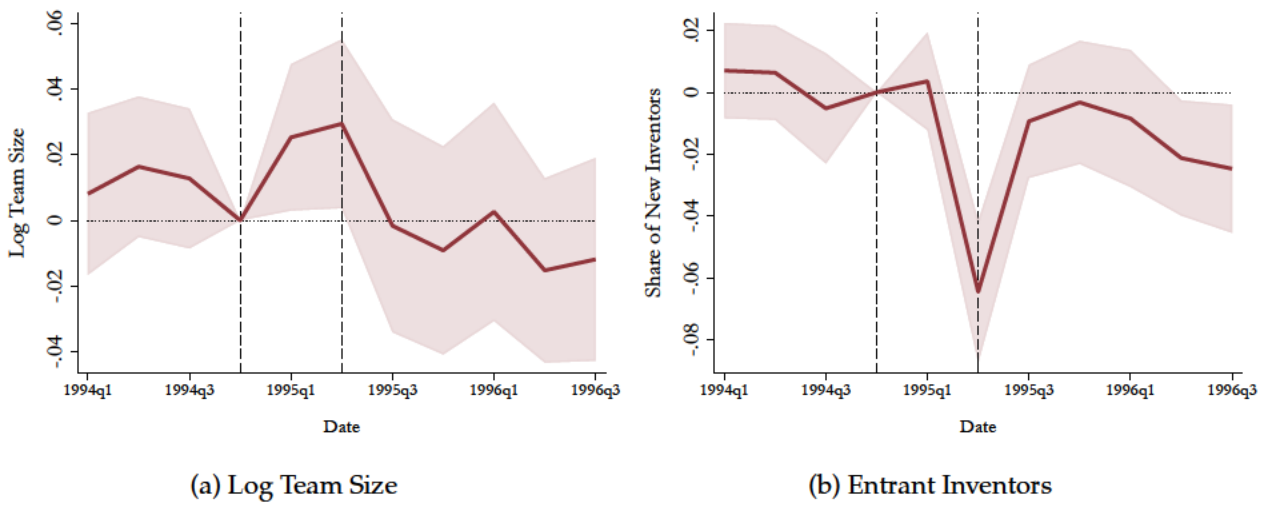 Log Team Size
.06
.04
.02
0
-.02
-.04
1994q1 1994q3 1995q1 1995q3 1996q1 1996q3
Date
(a) Log Team Size
Share of New Inventors
.02
0
-.02
-.04
-.06
-.08
1994q1 1994q3 1995q1 1995q3 1996q1 1996q3
Date
(b) Entrant Inventors